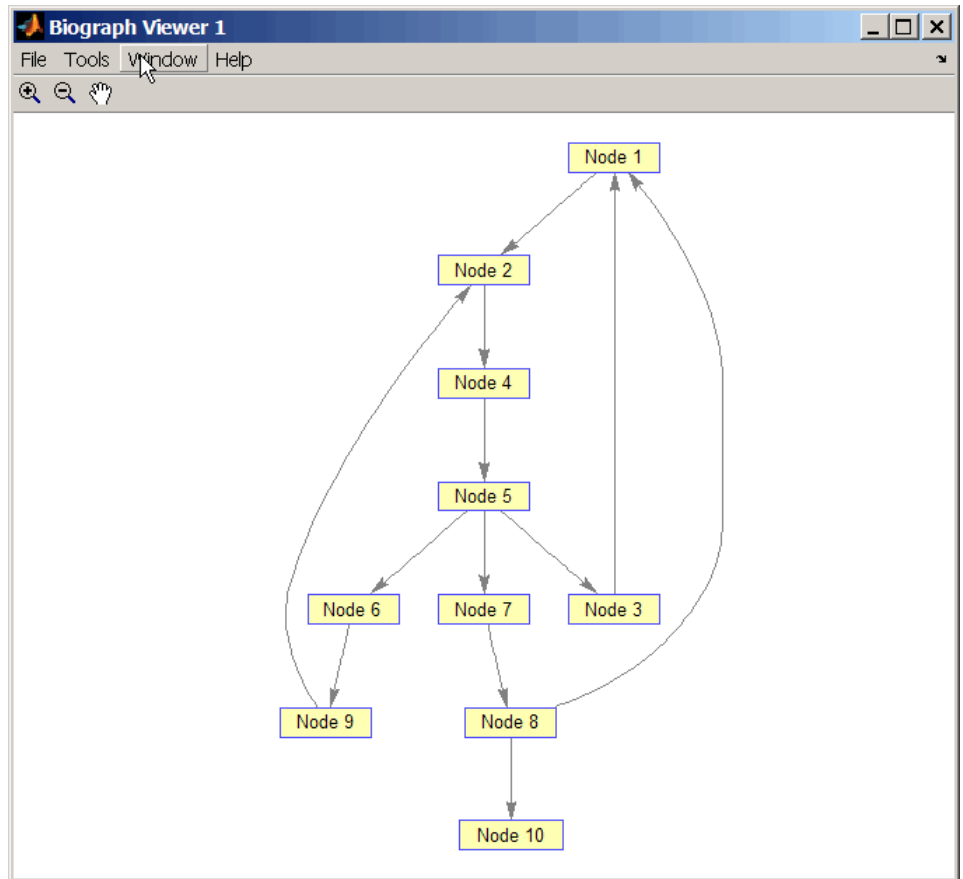 Biograph Viewer 1
File Tools Window Help
Node 1
Node 2
Node 4
Node 5
Node 6 Node 7 Node 3
Node 9 Node 8
Node 10